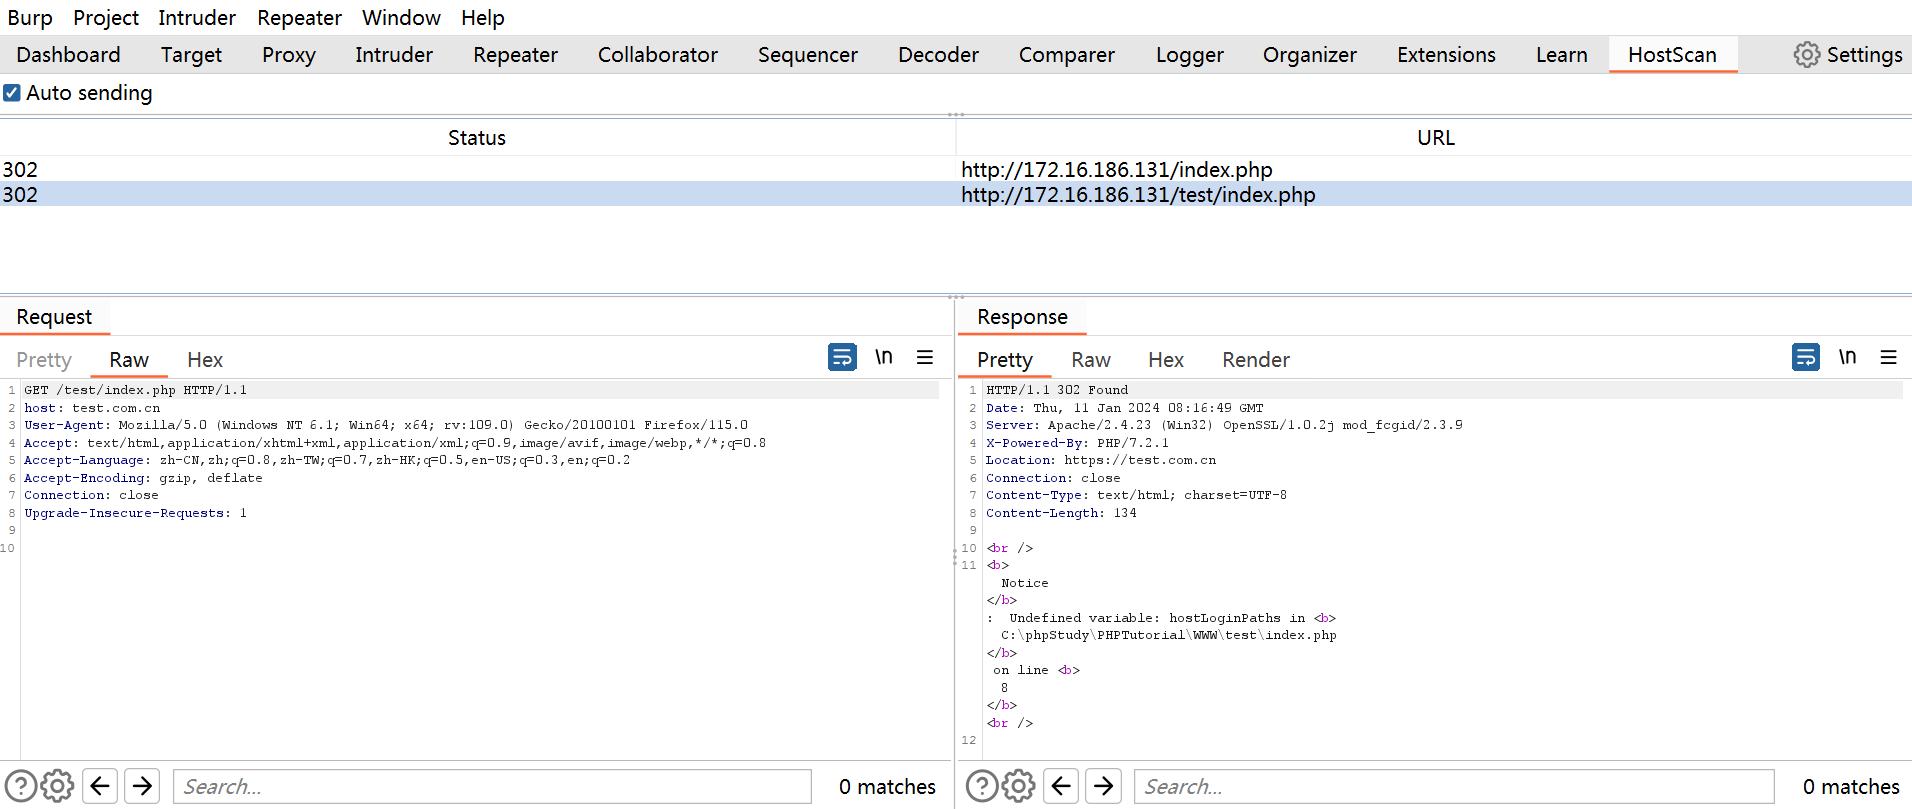 Burp Project Intruder Repeater Window Help
Dashboard Target Proxy Intruder Repeater Collaborator Sequencer Decoder Comparer Logger Organizer Extensions Learn HostScan Settings
Auto sending
Status URL
302 http://172.16.186.131/index.php
302 http://172.16.186.131/test/index.php
Request
Pretty Raw Hex \n
1 GET /test/index.php HTTP/1.1
2 host: test.com.cn
3 User-Agent: Mozilla/5.0 (Windows NT 6.1; Win64; x64; rv:109.0) Gecko/20100101 Firefox/115.0
4 Accept: text/html,application/xhtml+xml,application/xml;q=0.9,image/avif,image/webp,*/*;q=0.8
5 Accept-Language: zh-CN,zh;q=0.8,zh-TW;q=0.7,zh-HK;q=0.5,en-US;q=0.3,en;q=0.2
6 Accept-Encoding: gzip, deflate
7 Connection: close
8 Upgrade-Insecure-Requests: 1
9
10
Search...
0 matches
Response
Pretty Raw Hex Render \n
1 HTTP/1.1 302 Found
2 Date: Thu, 11 Jan 2024 08:16:49 GMT
3 Server: Apache/2.4.23 (Win32) OpenSSL/1.0.2j mod_fcgid/2.3.9
4 X-Powered-By: PHP/7.2.1
5 Location: https://test.com.cn
6 Connection: close
7 Content-Type: text/html; charset=UTF-8
8 Content-Length: 134
9
10 <br />
11 <b>
Notice
</b>
: Undefined variable: hostLoginPaths in <b>
C:\phpStudy\PHPTutorial\WWW\test\index.php
</b>
on line <b>
8
</b>
<br />
12
Search...
0 matches